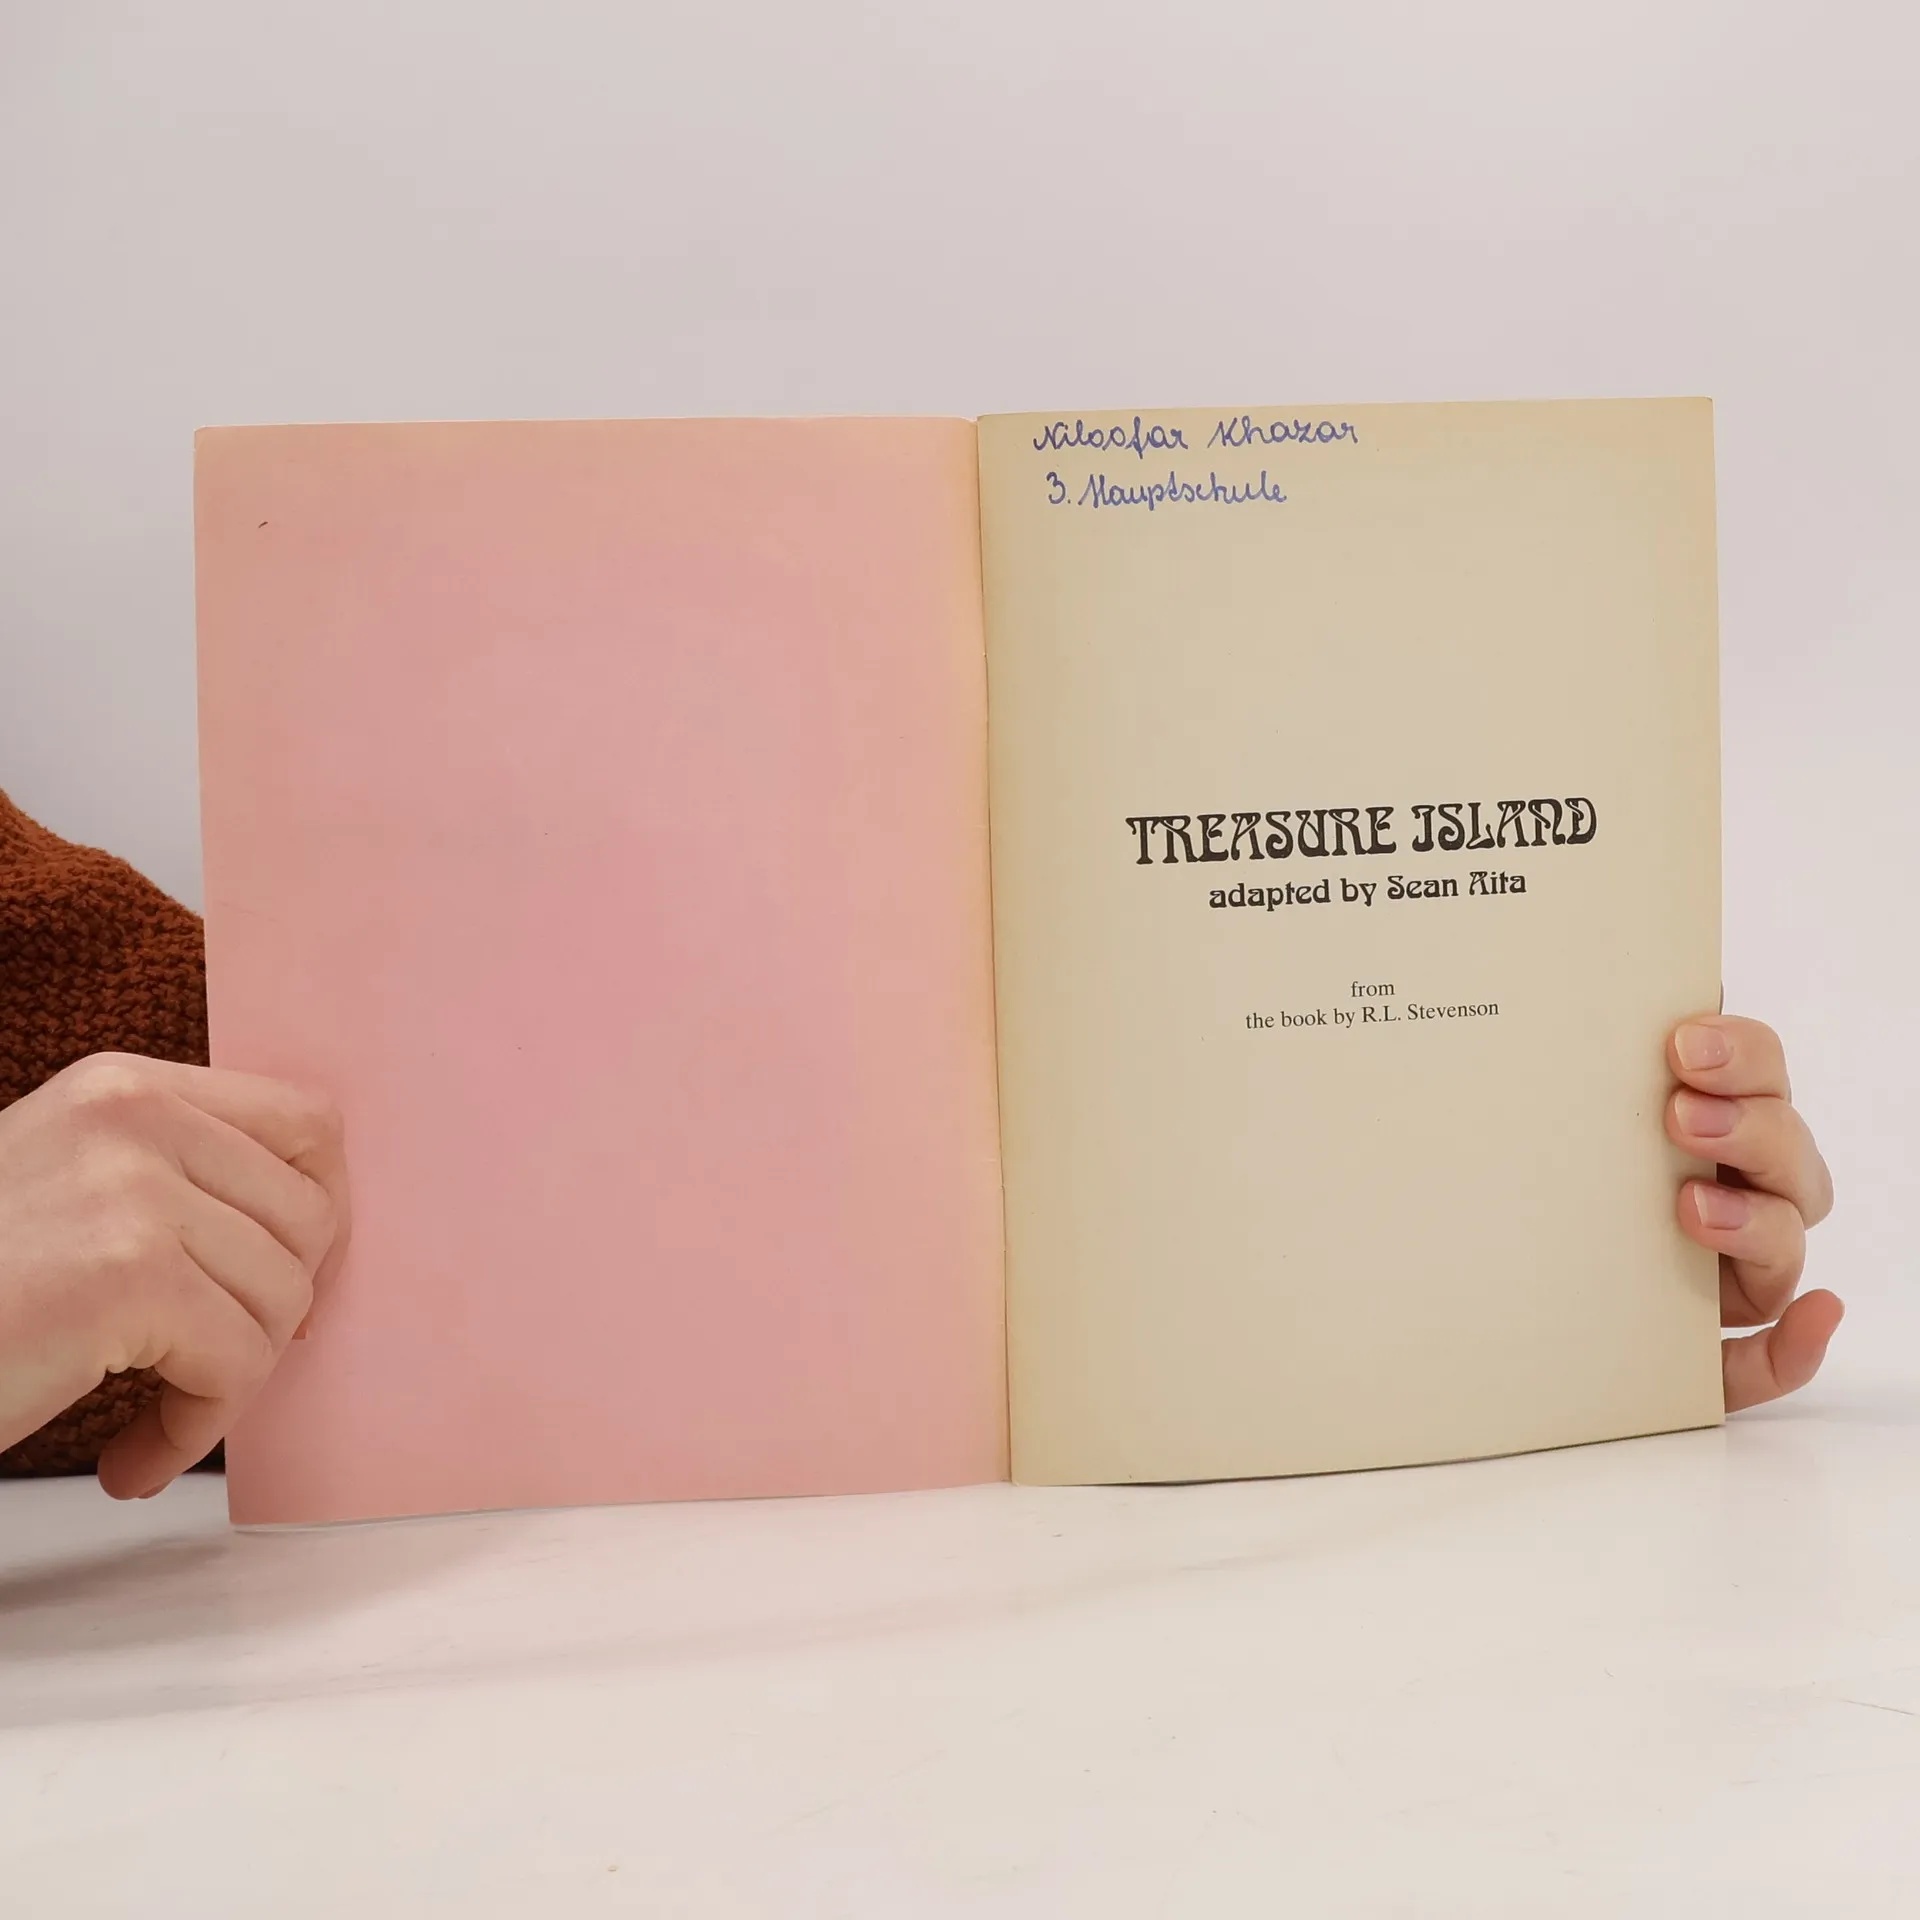 Niloofar Khazar
3. Hauptschule
TREASURE ISLAND
adapted by Sean Aita
from
the book by R.L. Stevenson